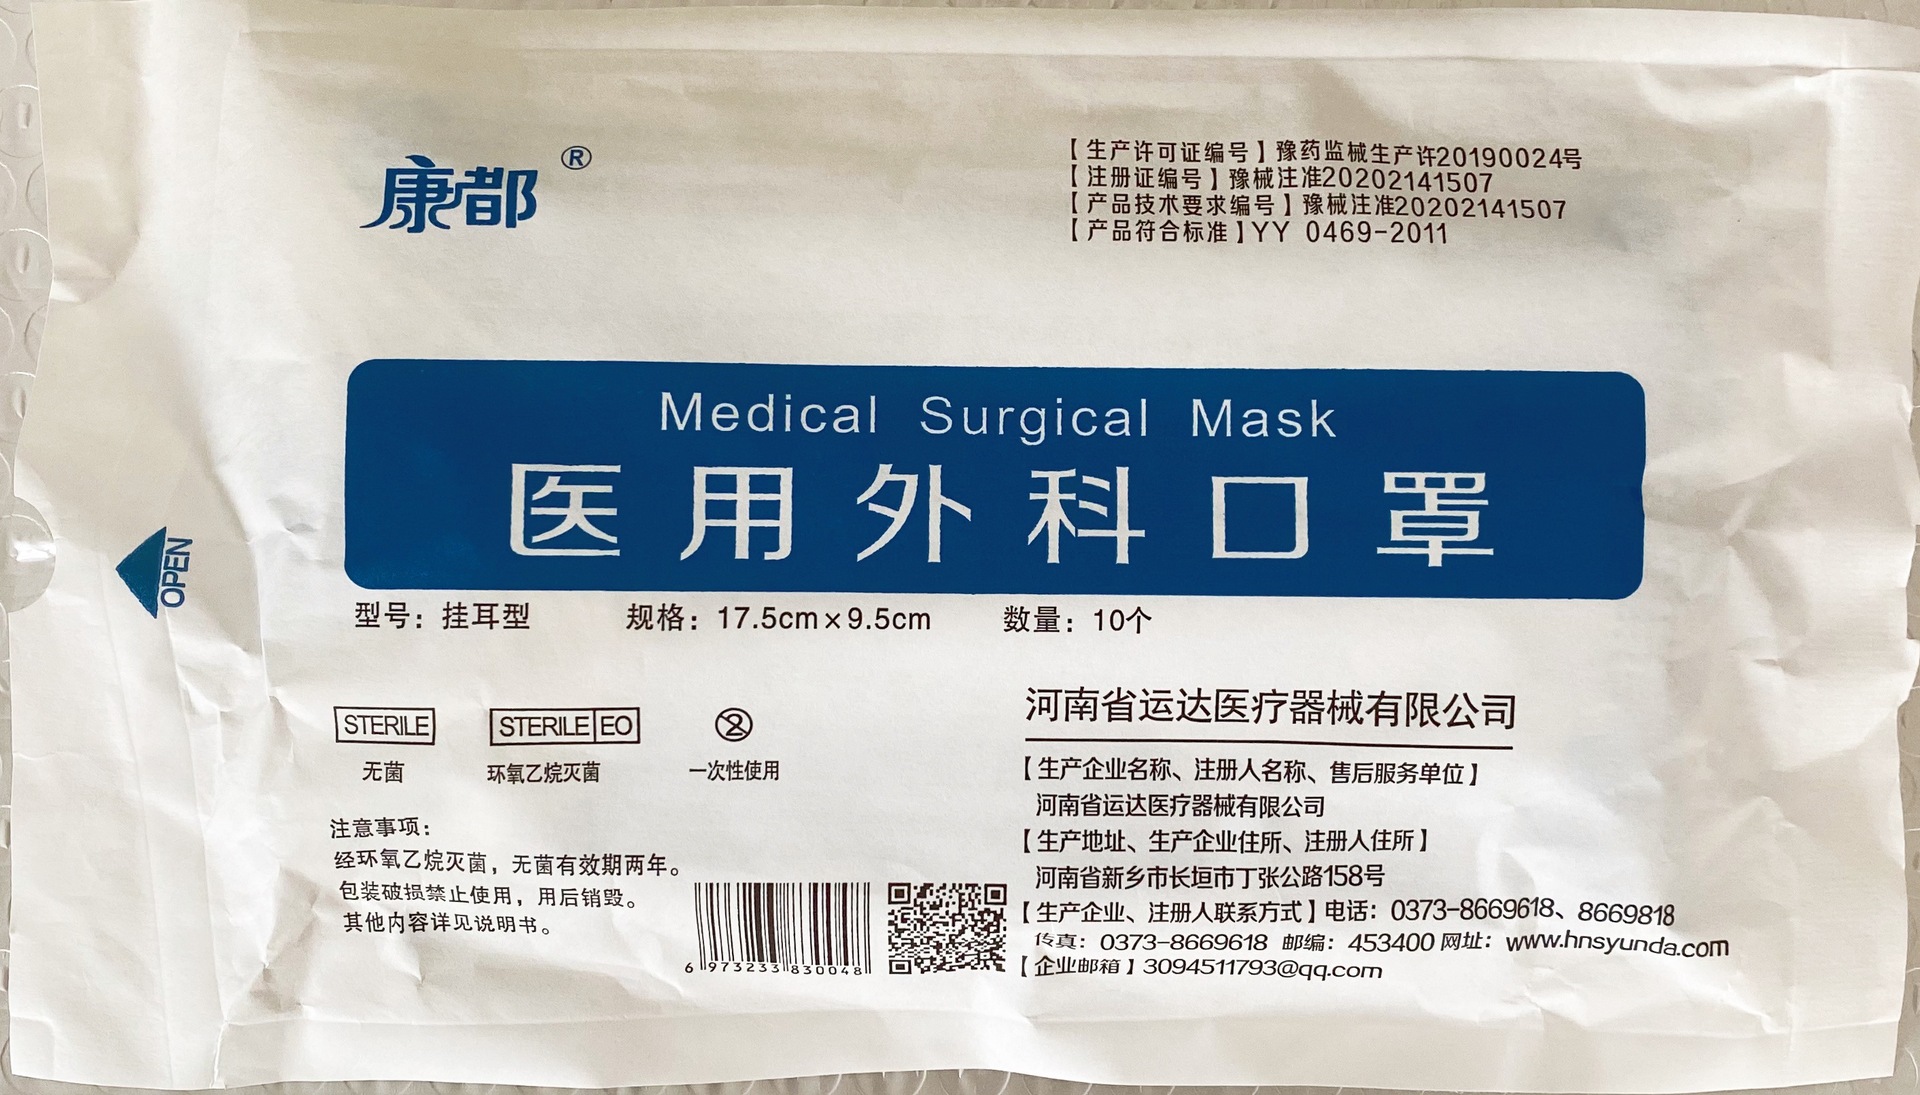 康都®
【生产许可证编号】豫药监械生产许20190024号
【注册证编号】豫械注准20202141507
【产品技术要求编号】豫械注准20202141507
【产品符合标准】YY 0469-2011
Medical Surgical Mask
医用外科口罩
OPEN
型号：挂耳型 规格：17.5cm×9.5cm 数量：10个
STERILE STERILE EO 2
无菌 环氧乙烷灭菌 一次性使用
注意事项：
经环氧乙烷灭菌，无菌有效期两年。
包装破损禁止使用，用后销毁。
其他内容详见说明书。
6 973233 830048
河南省运达医疗器械有限公司
【生产企业名称、注册人名称、售后服务单位】
河南省运达医疗器械有限公司
【生产地址、生产企业住所、注册人住所】
河南省新乡市长垣市丁张公路158号
【生产企业、注册人联系方式】电话：0373-8669618、8669818
传真：0373-8669618 邮编：453400 网址：www.hnsyunda.com
【企业邮箱】3094511793@qq.com